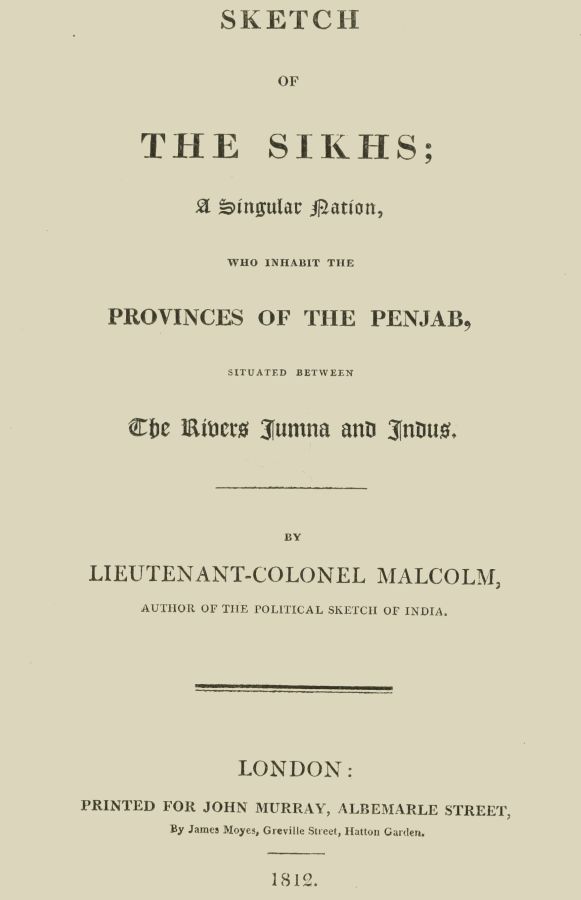 SKETCH
OF
THE SIKHS;
A Singular Nation,
WHO INHABIT THE
PROVINCES OF THE PENJAB,
SITUATED BETWEEN
The Rivers Jumna and Indus.
BY
LIEUTENANT-COLONEL MALCOLM,
AUTHOR OF THE POLITICAL SKETCH OF INDIA.
LONDON:
PRINTED FOR JOHN MURRAY, ALBEMARLE STREET,
By James Moyes, Greville Street, Hatton Garden.
1812.